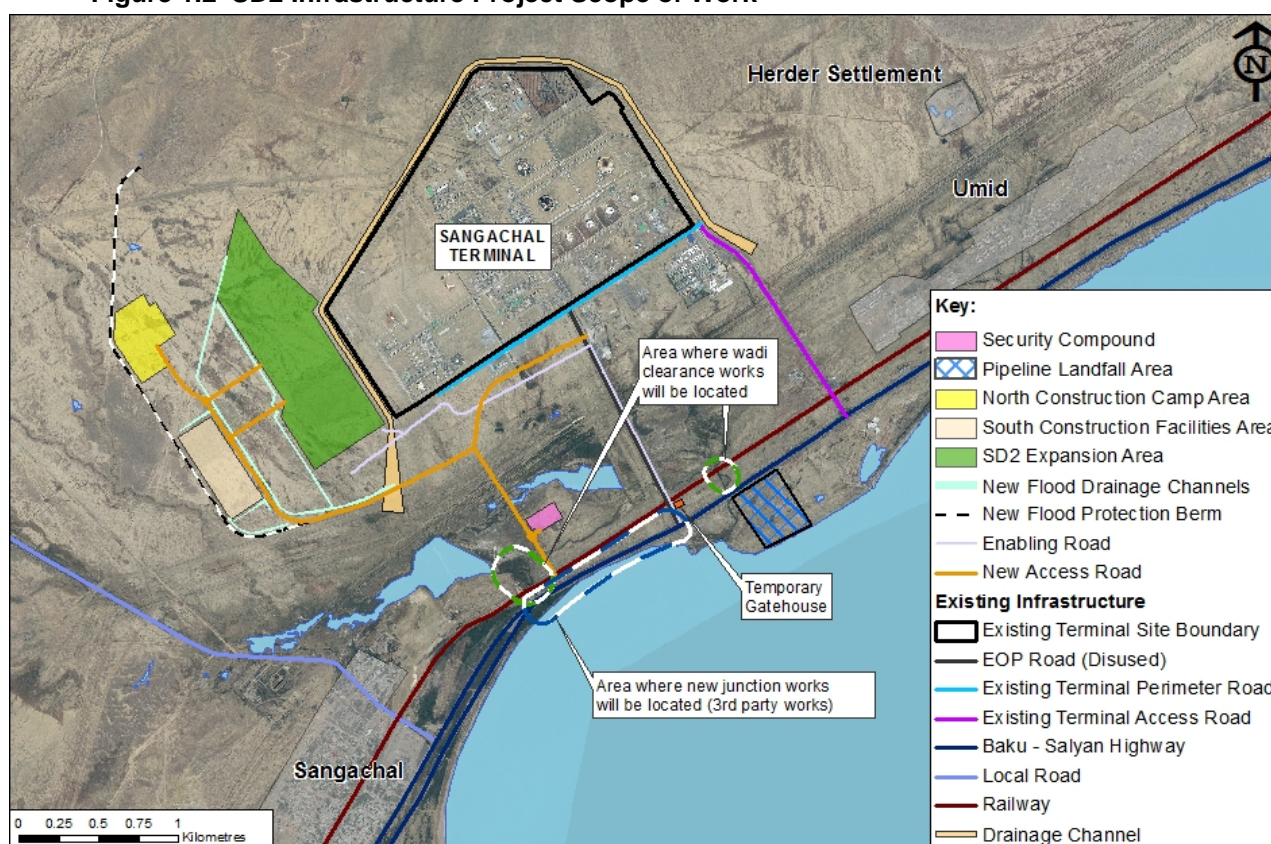 Figure 1.2 SD2 Infrastructure Project Scope of Work
Herder Settlement
N
Umid
SANGACHAL
TERMINAL
Area where wadi
clearance works
will be located
Temporary
Gatehouse
Area where new junction works
will be located (3rd party works)
Sangachal
0 0.25 0.5 0.75 1
Kilometres
Key:
Security Compound
Pipeline Landfall Area
North Construction Camp Area
South Construction Facilities Area
SD2 Expansion Area
New Flood Drainage Channels
New Flood Protection Berm
Enabling Road
New Access Road
Existing Infrastructure
Existing Terminal Site Boundary
EOP Road (Disused)
Existing Terminal Perimeter Road
Existing Terminal Access Road
Baku - Salyan Highway
Local Road
Railway
Drainage Channel